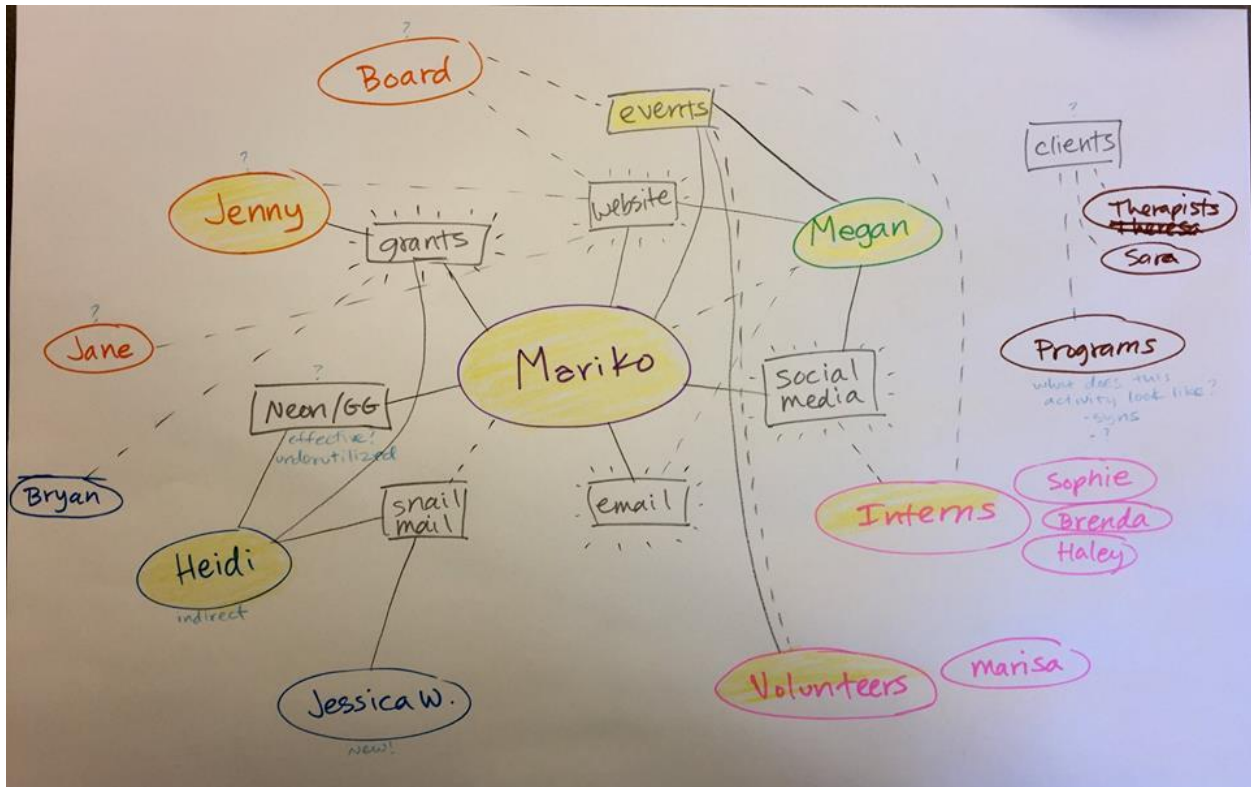 ?
Board
events
?
clients
?
Jenny
website
Therapists
Theresa
grants
Megan
Sara
?
Jane
Mariko
Programs
what does this
activity look like?
- signs
- ?
?
Neon/GG
effective!
underutilized
social
media
Bryan
snail
mail
email
Interns
Sophie
Brenda
Haley
Heidi
indirect
Jessica W.
new!
Volunteers
marisa